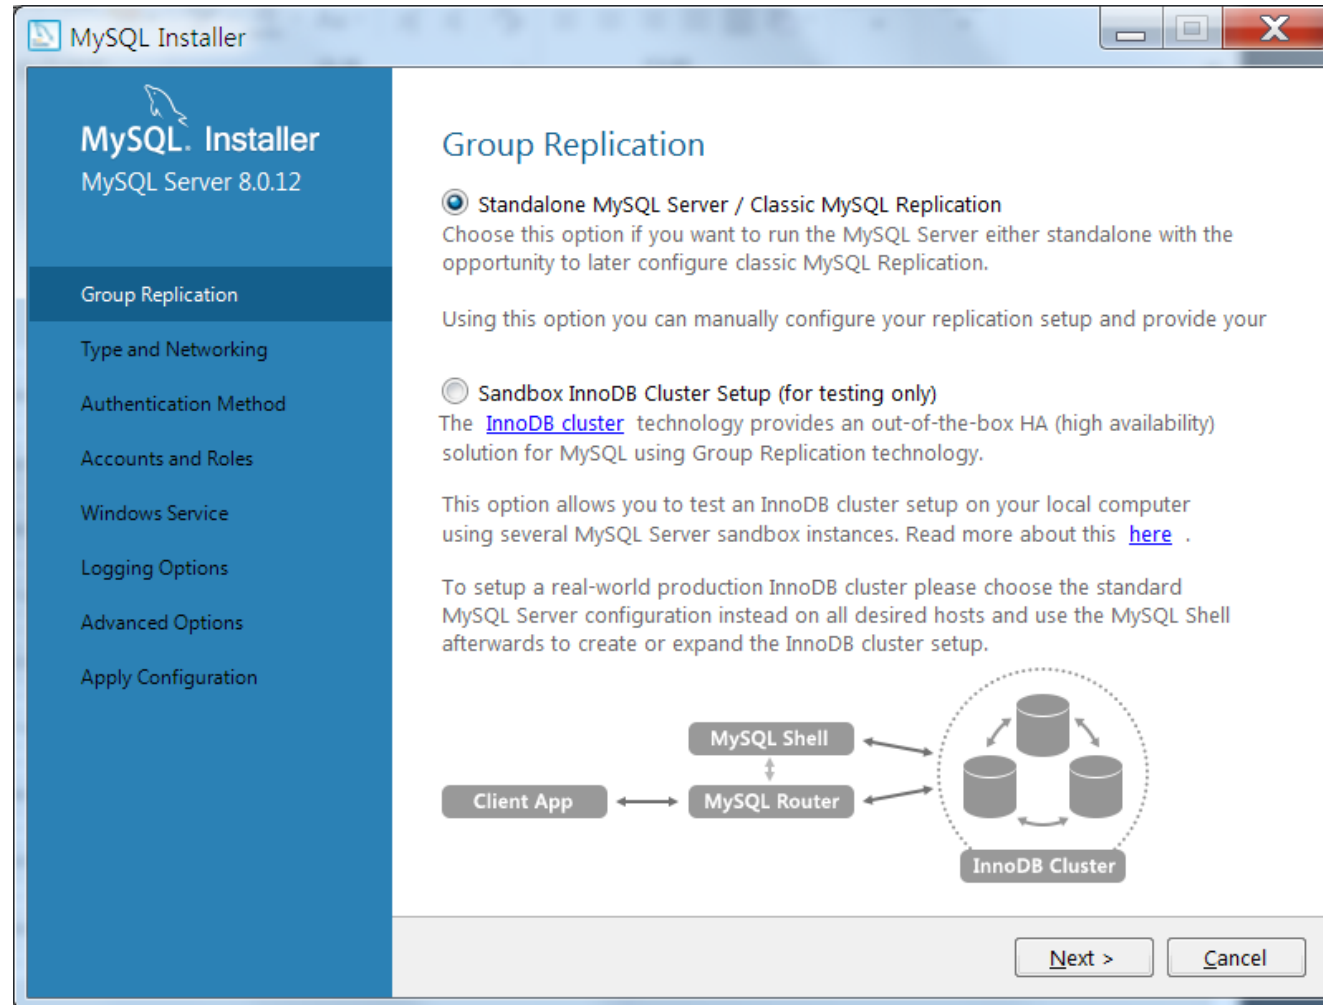 MySQL Installer
MySQL. Installer
MySQL Server 8.0.12
Group Replication
Type and Networking
Authentication Method
Accounts and Roles
Windows Service
Logging Options
Advanced Options
Apply Configuration
Group Replication
Standalone MySQL Server / Classic MySQL Replication
Choose this option if you want to run the MySQL Server either standalone with the
opportunity to later configure classic MySQL Replication.
Using this option you can manually configure your replication setup and provide your
Sandbox InnoDB Cluster Setup (for testing only)
The InnoDB cluster technology provides an out-of-the-box HA (high availability)
solution for MySQL using Group Replication technology.
This option allows you to test an InnoDB cluster setup on your local computer
using several MySQL Server sandbox instances. Read more about this here .
To setup a real-world production InnoDB cluster please choose the standard
MySQL Server configuration instead on all desired hosts and use the MySQL Shell
afterwards to create or expand the InnoDB cluster setup.
MySQL Shell
Client App
MySQL Router
InnoDB Cluster
Next >
Cancel